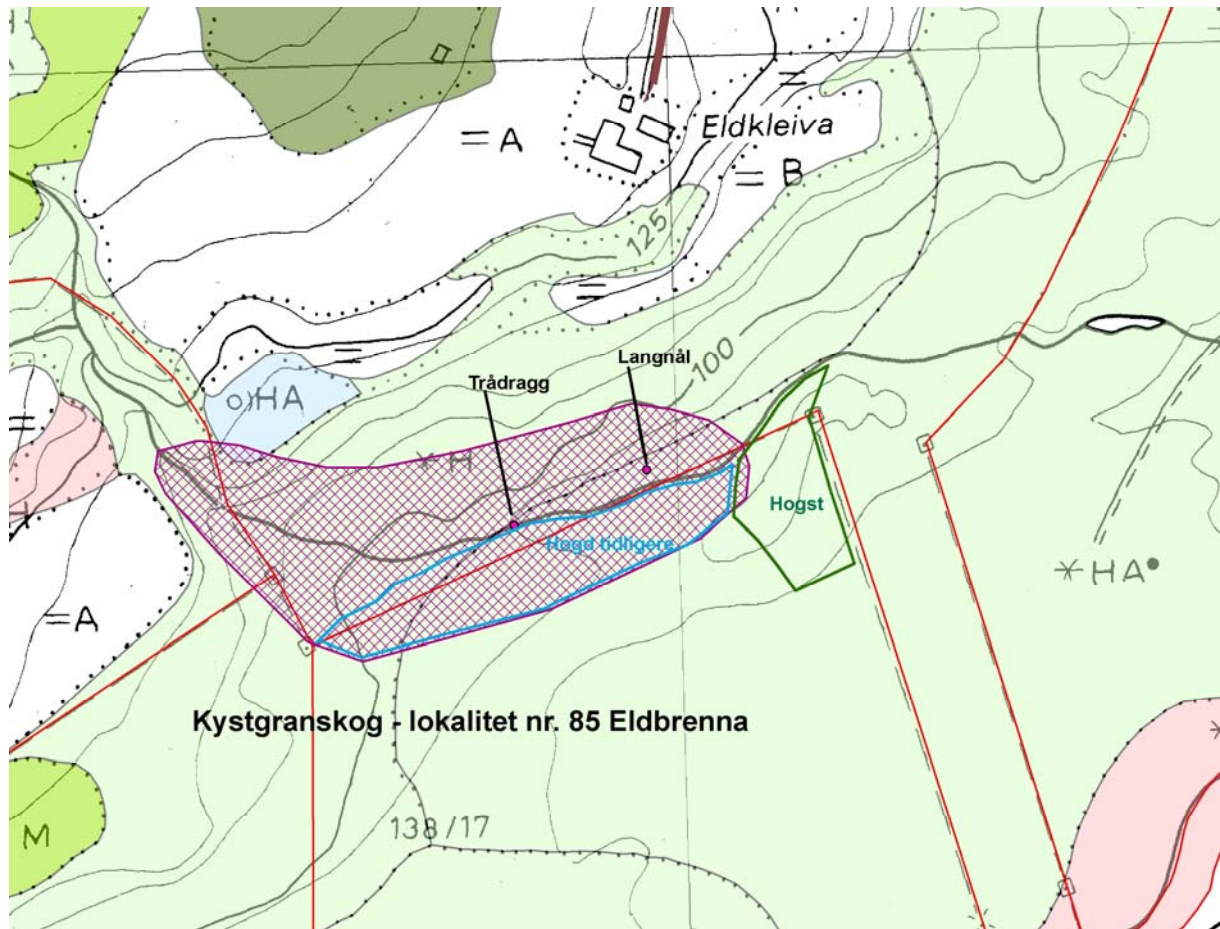 = A
Eldkleiva
= B
125
Langnål
100
Trådragg
HA
H
Hogst
Hogd tidligere
HA
= A
Kystgranskog - lokalitet nr. 85 Eldbrenna
138/17
M